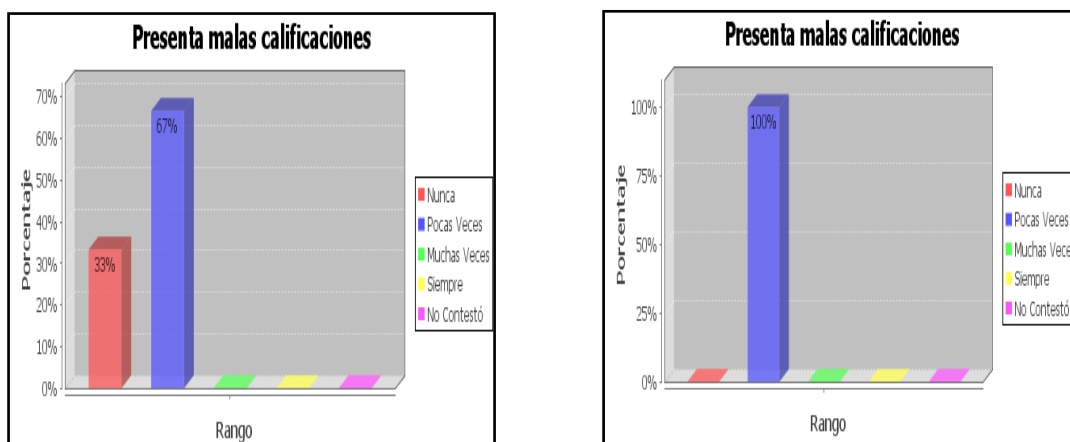 Presenta malas calificaciones
70%
60%
50%
40%
30%
20%
10%
0%
Porcentaje
33%
67%
Rango
Nunca
Pocas Veces
Muchas Veces
Siempre
No Contestó
Presenta malas calificaciones
100%
75%
50%
25%
0%
Porcentaje
100%
Rango
Nunca
Pocas Veces
Muchas Vece
Siempre
No Contestó